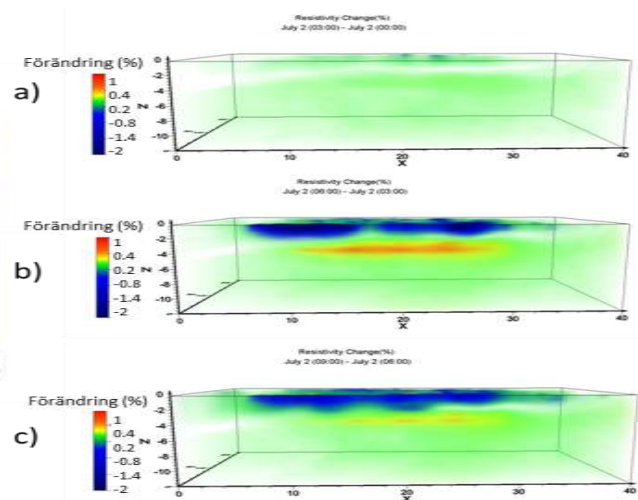 Resistivity Change(%)
July 2 (03:00) - July 2 (00:00)
Förändring (%)
a)
1
0.4
0.2
-0.8
-1.4
-2
Z
0
-2
-4
-6
-8
-10
0
10
20
30
40
X
Resistivity Change(%)
July 2 (06:00) - July 2 (03:00)
Förändring (%)
b)
1
0.4
0.2
-0.8
-1.4
-2
Z
0
-2
-4
-6
-8
-10
0
10
20
30
40
X
Resistivity Change(%)
July 2 (09:00) - July 2 (06:00)
Förändring (%)
c)
1
0.4
0.2
-0.8
-1.4
-2
Z
0
-2
-4
-6
-8
-10
0
10
20
30
40
X